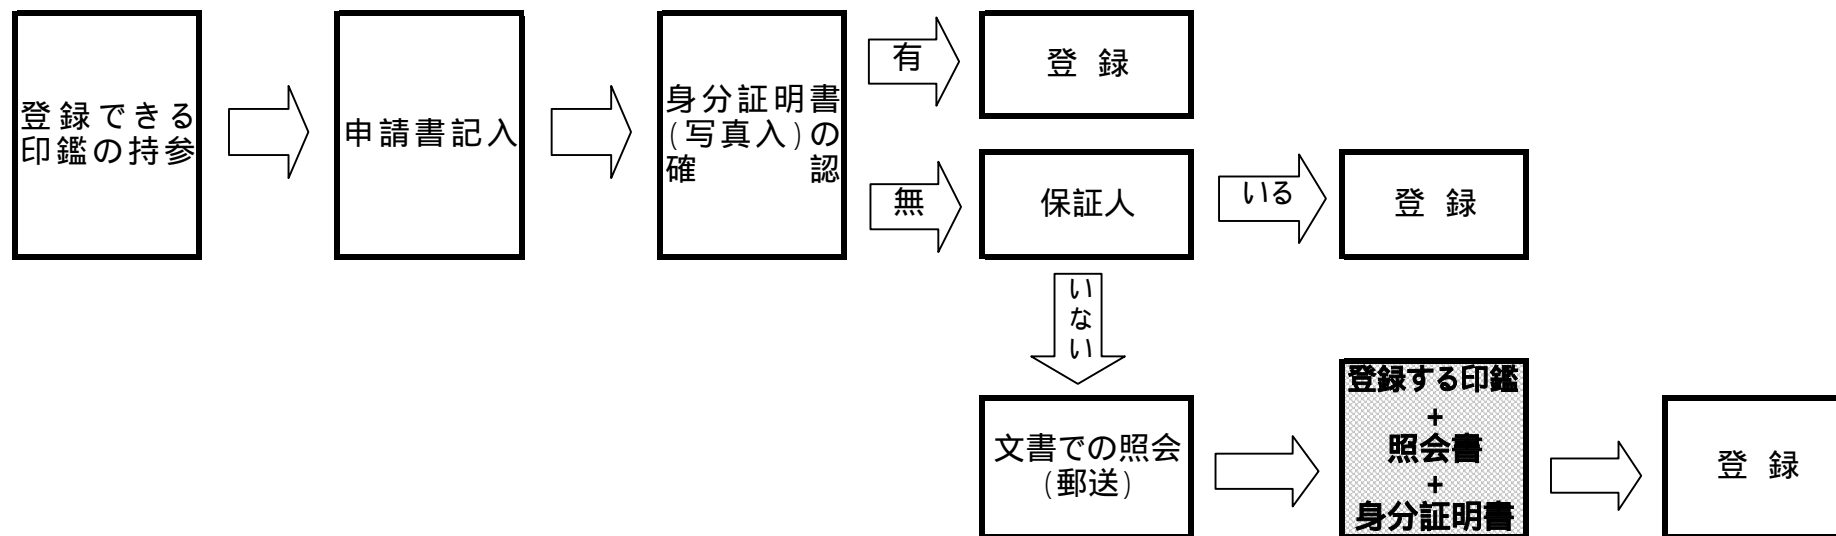 登録できる
印鑑の持参
申請書記入
身分証明書
(写真入)の
確認
有
登録
無
保証人
いる
登録
いない
文書での照会
(郵送)
登録する印鑑
+
照会書
+
身分証明書
登録